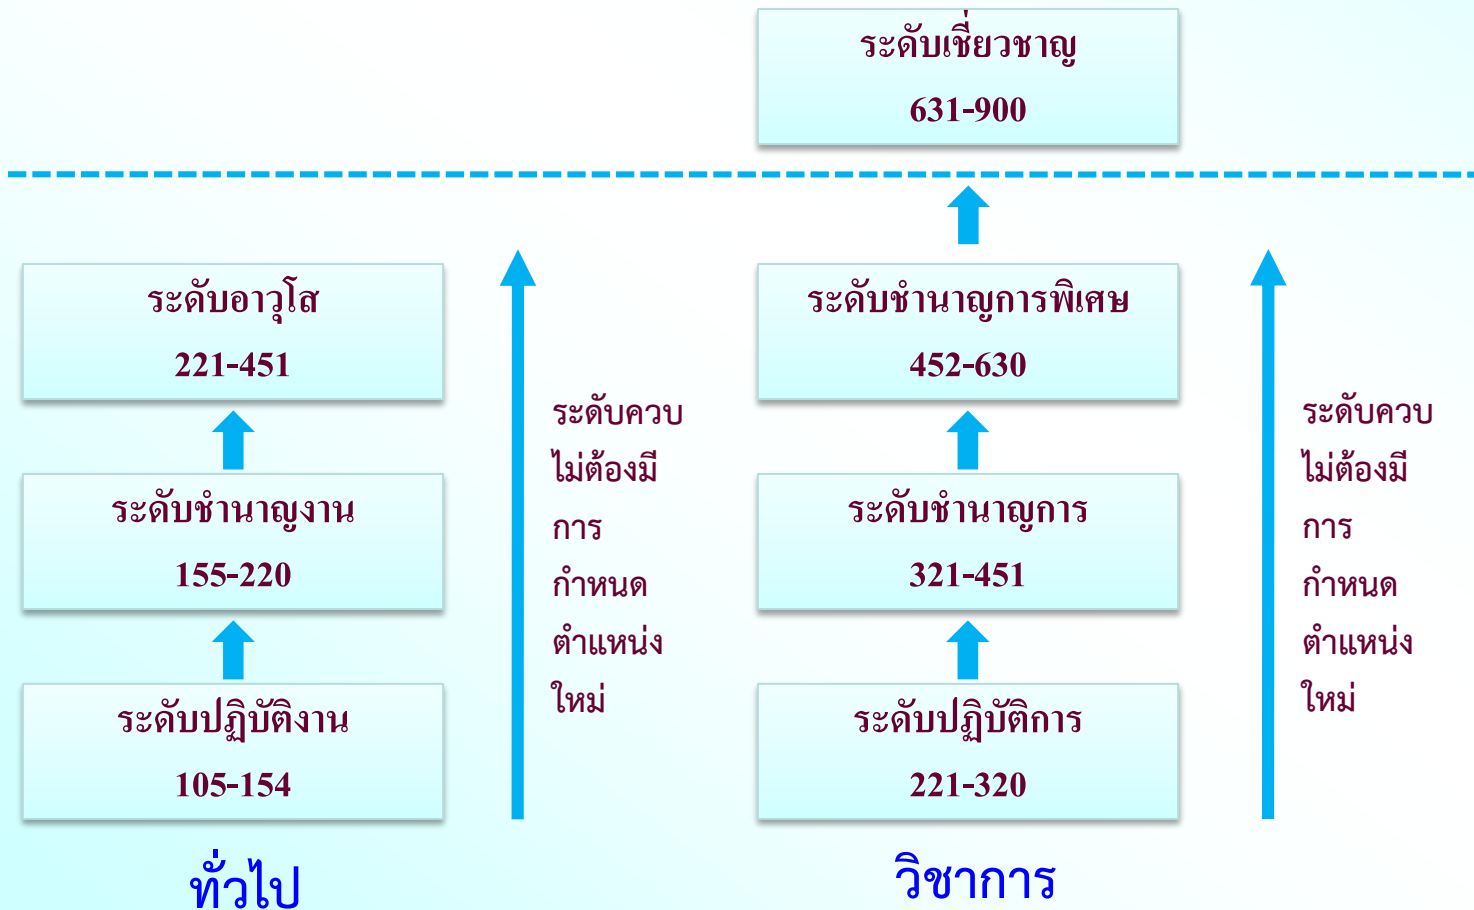 ระดับเชี่ยวชาญ
631-900
ระดับอาวุโส
221-451
ระดับชำนาญงาน
155-220
ระดับปฏิบัติงาน
105-154
ทั่วไป
ระดับควบ
ไม่ต้องมี
การ
กำหนด
ตำแหน่ง
ใหม่
ระดับชำนาญการพิเศษ
452-630
ระดับชำนาญการ
321-451
ระดับปฏิบัติการ
221-320
วิชาการ
ระดับควบ
ไม่ต้องมี
การ
กำหนด
ตำแหน่ง
ใหม่